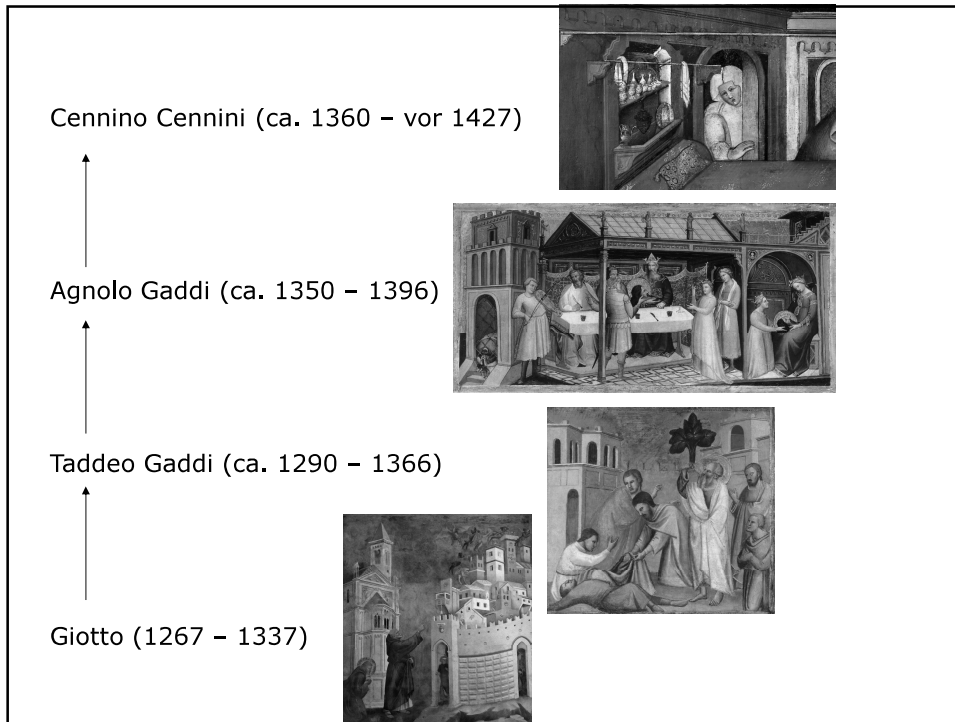 Cennino Cennini (ca. 1360 – vor 1427)
Agnolo Gaddi (ca. 1350 – 1396)
Taddeo Gaddi (ca. 1290 – 1366)
Giotto (1267 – 1337)